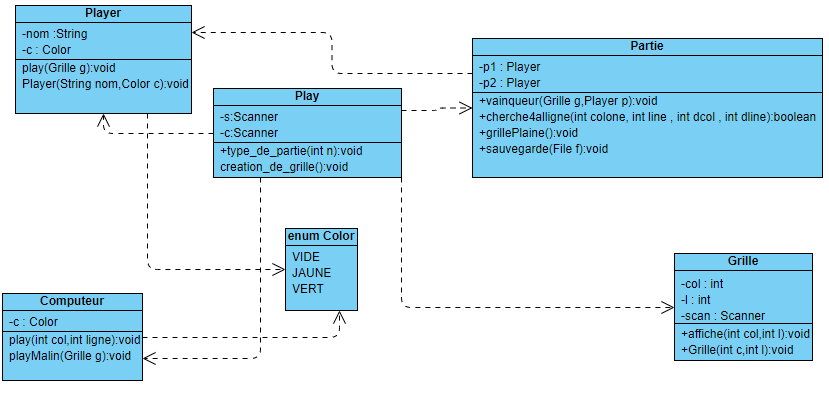 Player
-nom :String
-c : Color
play(Grille g):void
Player(String nom,Color c):void
Partie
-p1 : Player
-p2 : Player
+vainqueur(Grille g,Player p):void
+cherche4alligne(int colone, int line , int dcol , int dline):boolean
+grillePlaine():void
+sauvegarde(File f):void
Play
-s:Scanner
-c:Scanner
+type_de_partie(int n):void
creation_de_grille():void
enum Color
VIDE
JAUNE
VERT
Grille
-col : int
-l : int
-scan : Scanner
+affiche(int col,int l):void
+Grille(int c,int l):void
Computeur
-c : Color
play(int col,int ligne):void
playMalin(Grille g):void